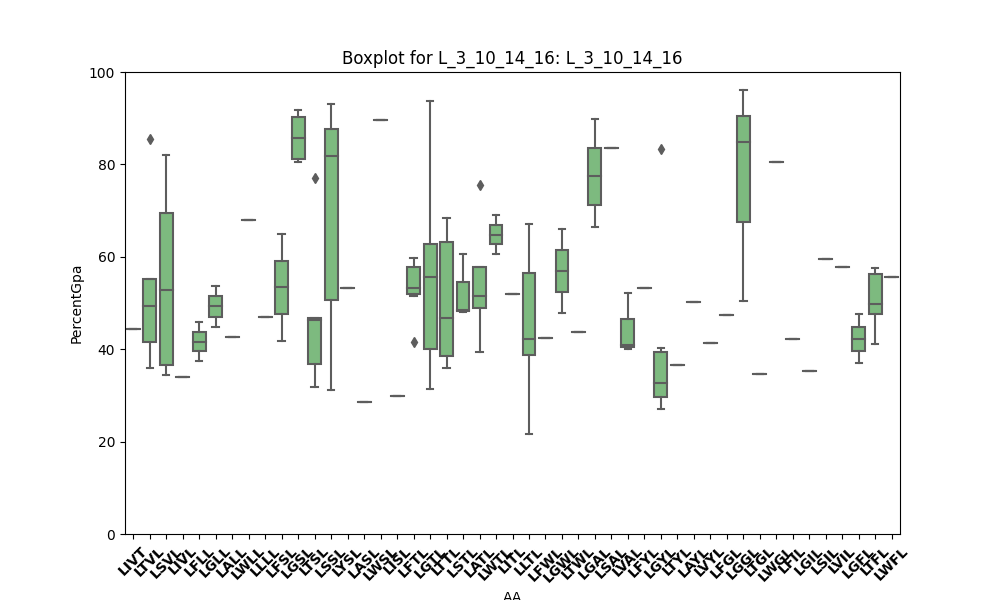 Boxplot for L_3_10_14_16: L_3_10_14_16
PercentGpa
100
80
60
40
20
0
LIVT LTVL LSVL LIVL LFLL LGLL LALL LWLL LLLL LFSL LGSL LTSL LSSL LYSL LASL LWSL LISL LFTL LGTL LTTL LSTL LATL LWTL LITL LLTL LFWL LGWL LTWL LGAL LSAL LVAL LFYL LGYL LTYL LAYL LVYL LFGL LGGL LTGL LWGL LFIL LGIL LSIL LVIL LGFL LTFL LWFL
AA